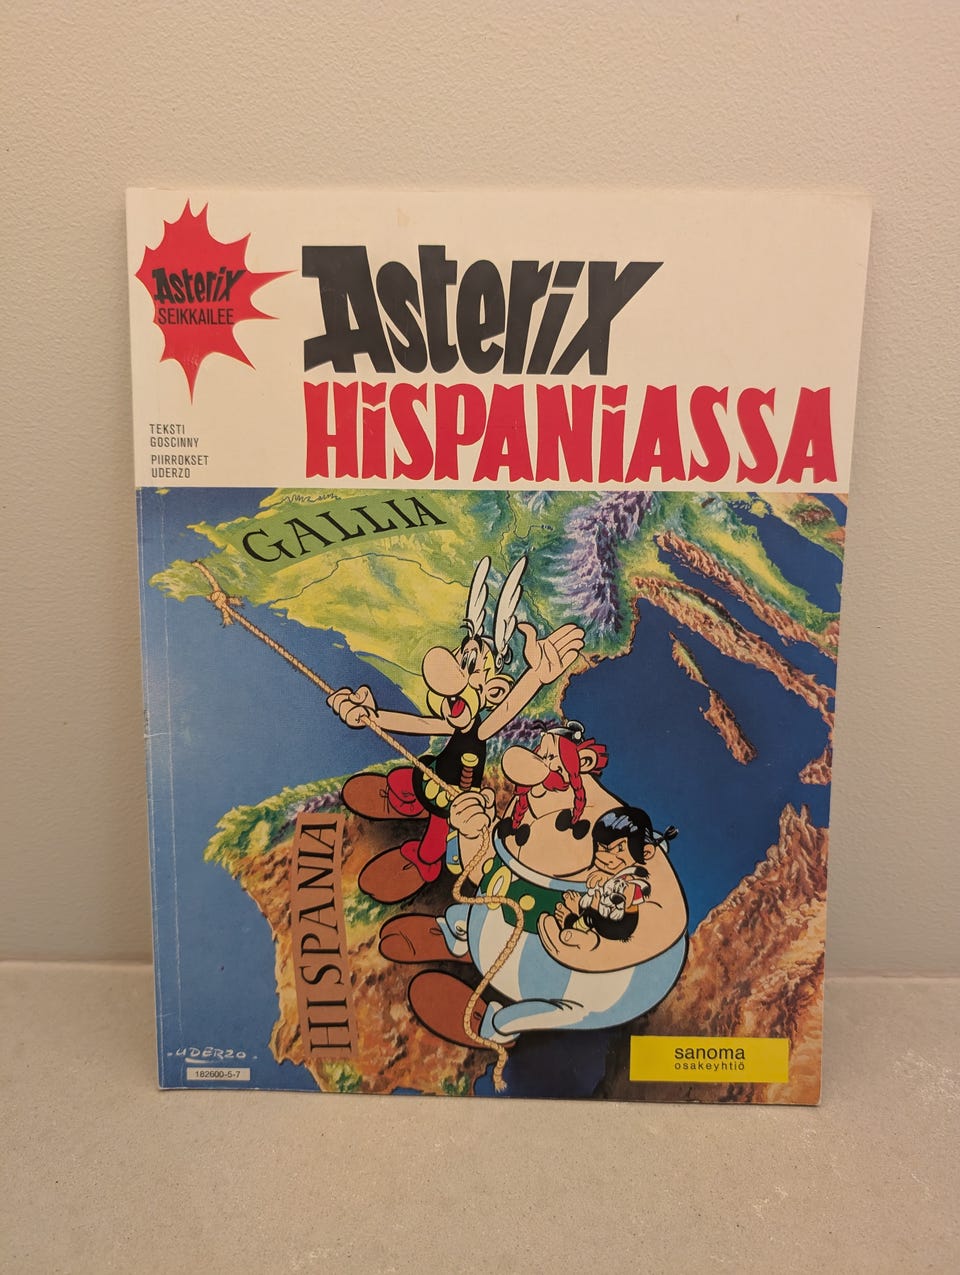 Asterix
SEIKKAILEE
Asterix
HISPANIASSA
TEKSTI
GOSCINNY
PIIRROKSET
UDERZO
GALLIA
HISPANIA
UDERZO
182600-5-7
sanoma
osakeyhtiö